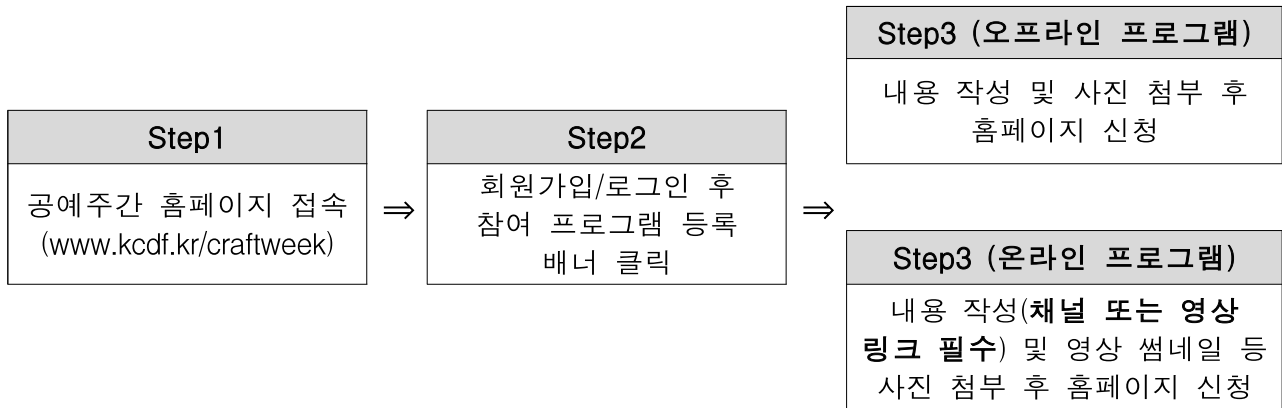 Step1
공예주간 홈페이지 접속
(www.kcdf.kr/craftweek)
⇒
Step2
회원가입/로그인 후
참여 프로그램 등록
배너 클릭
⇒
Step3 (오프라인 프로그램)
내용 작성 및 사진 첨부 후
홈페이지 신청
Step3 (온라인 프로그램)
내용 작성(채널 또는 영상
링크 필수) 및 영상 썸네일 등
사진 첨부 후 홈페이지 신청